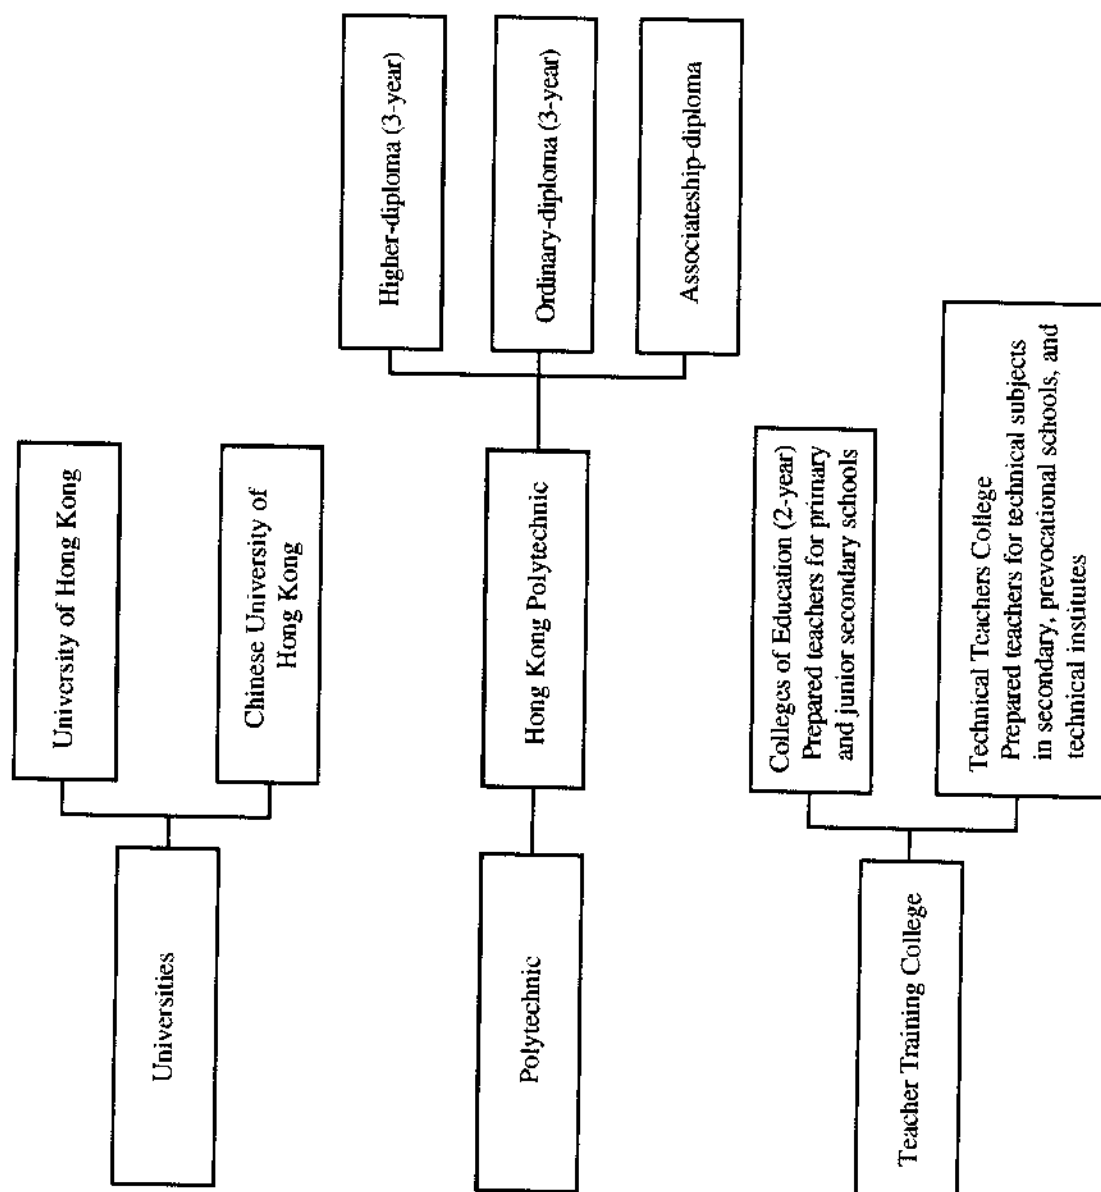 Universities
University of Hong Kong
Chinese University of
Hong Kong
Polytechnic
Hong Kong Polytechnic
Higher-diploma (3-year)
Ordinary-diploma (3-year)
Associateship-diploma
Teacher Training College
Colleges of Education (2-year)
Prepared teachers for primary
and junior secondary schools
Technical Teachers College
Prepared teachers for technical subjects
in secondary, prevocational schools, and
technical institutes